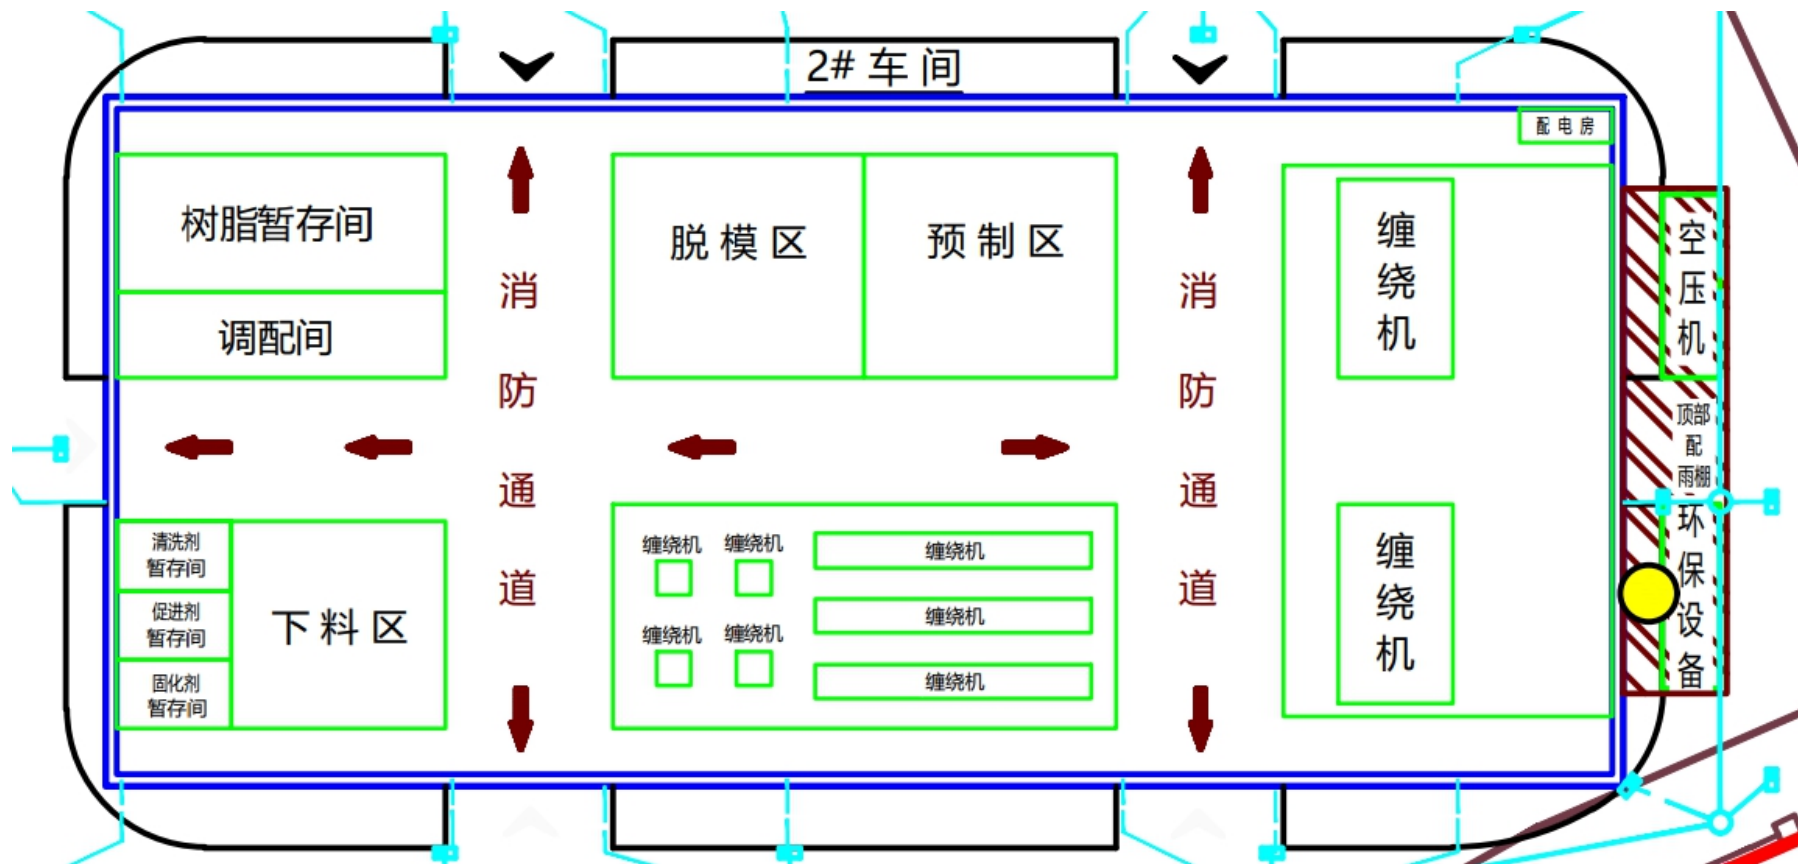 2# 车 间
配 电 房
树脂暂存间
调配间
脱 模 区
预 制 区
缠绕机
空压机
消防通道
消防通道
顶部
配
雨棚
清洗剂
暂存间
促进剂
暂存间
固化剂
暂存间
下 料 区
缠绕机
缠绕机
缠绕机
缠绕机
缠绕机
缠绕机
缠绕机
缠绕机
环保设备